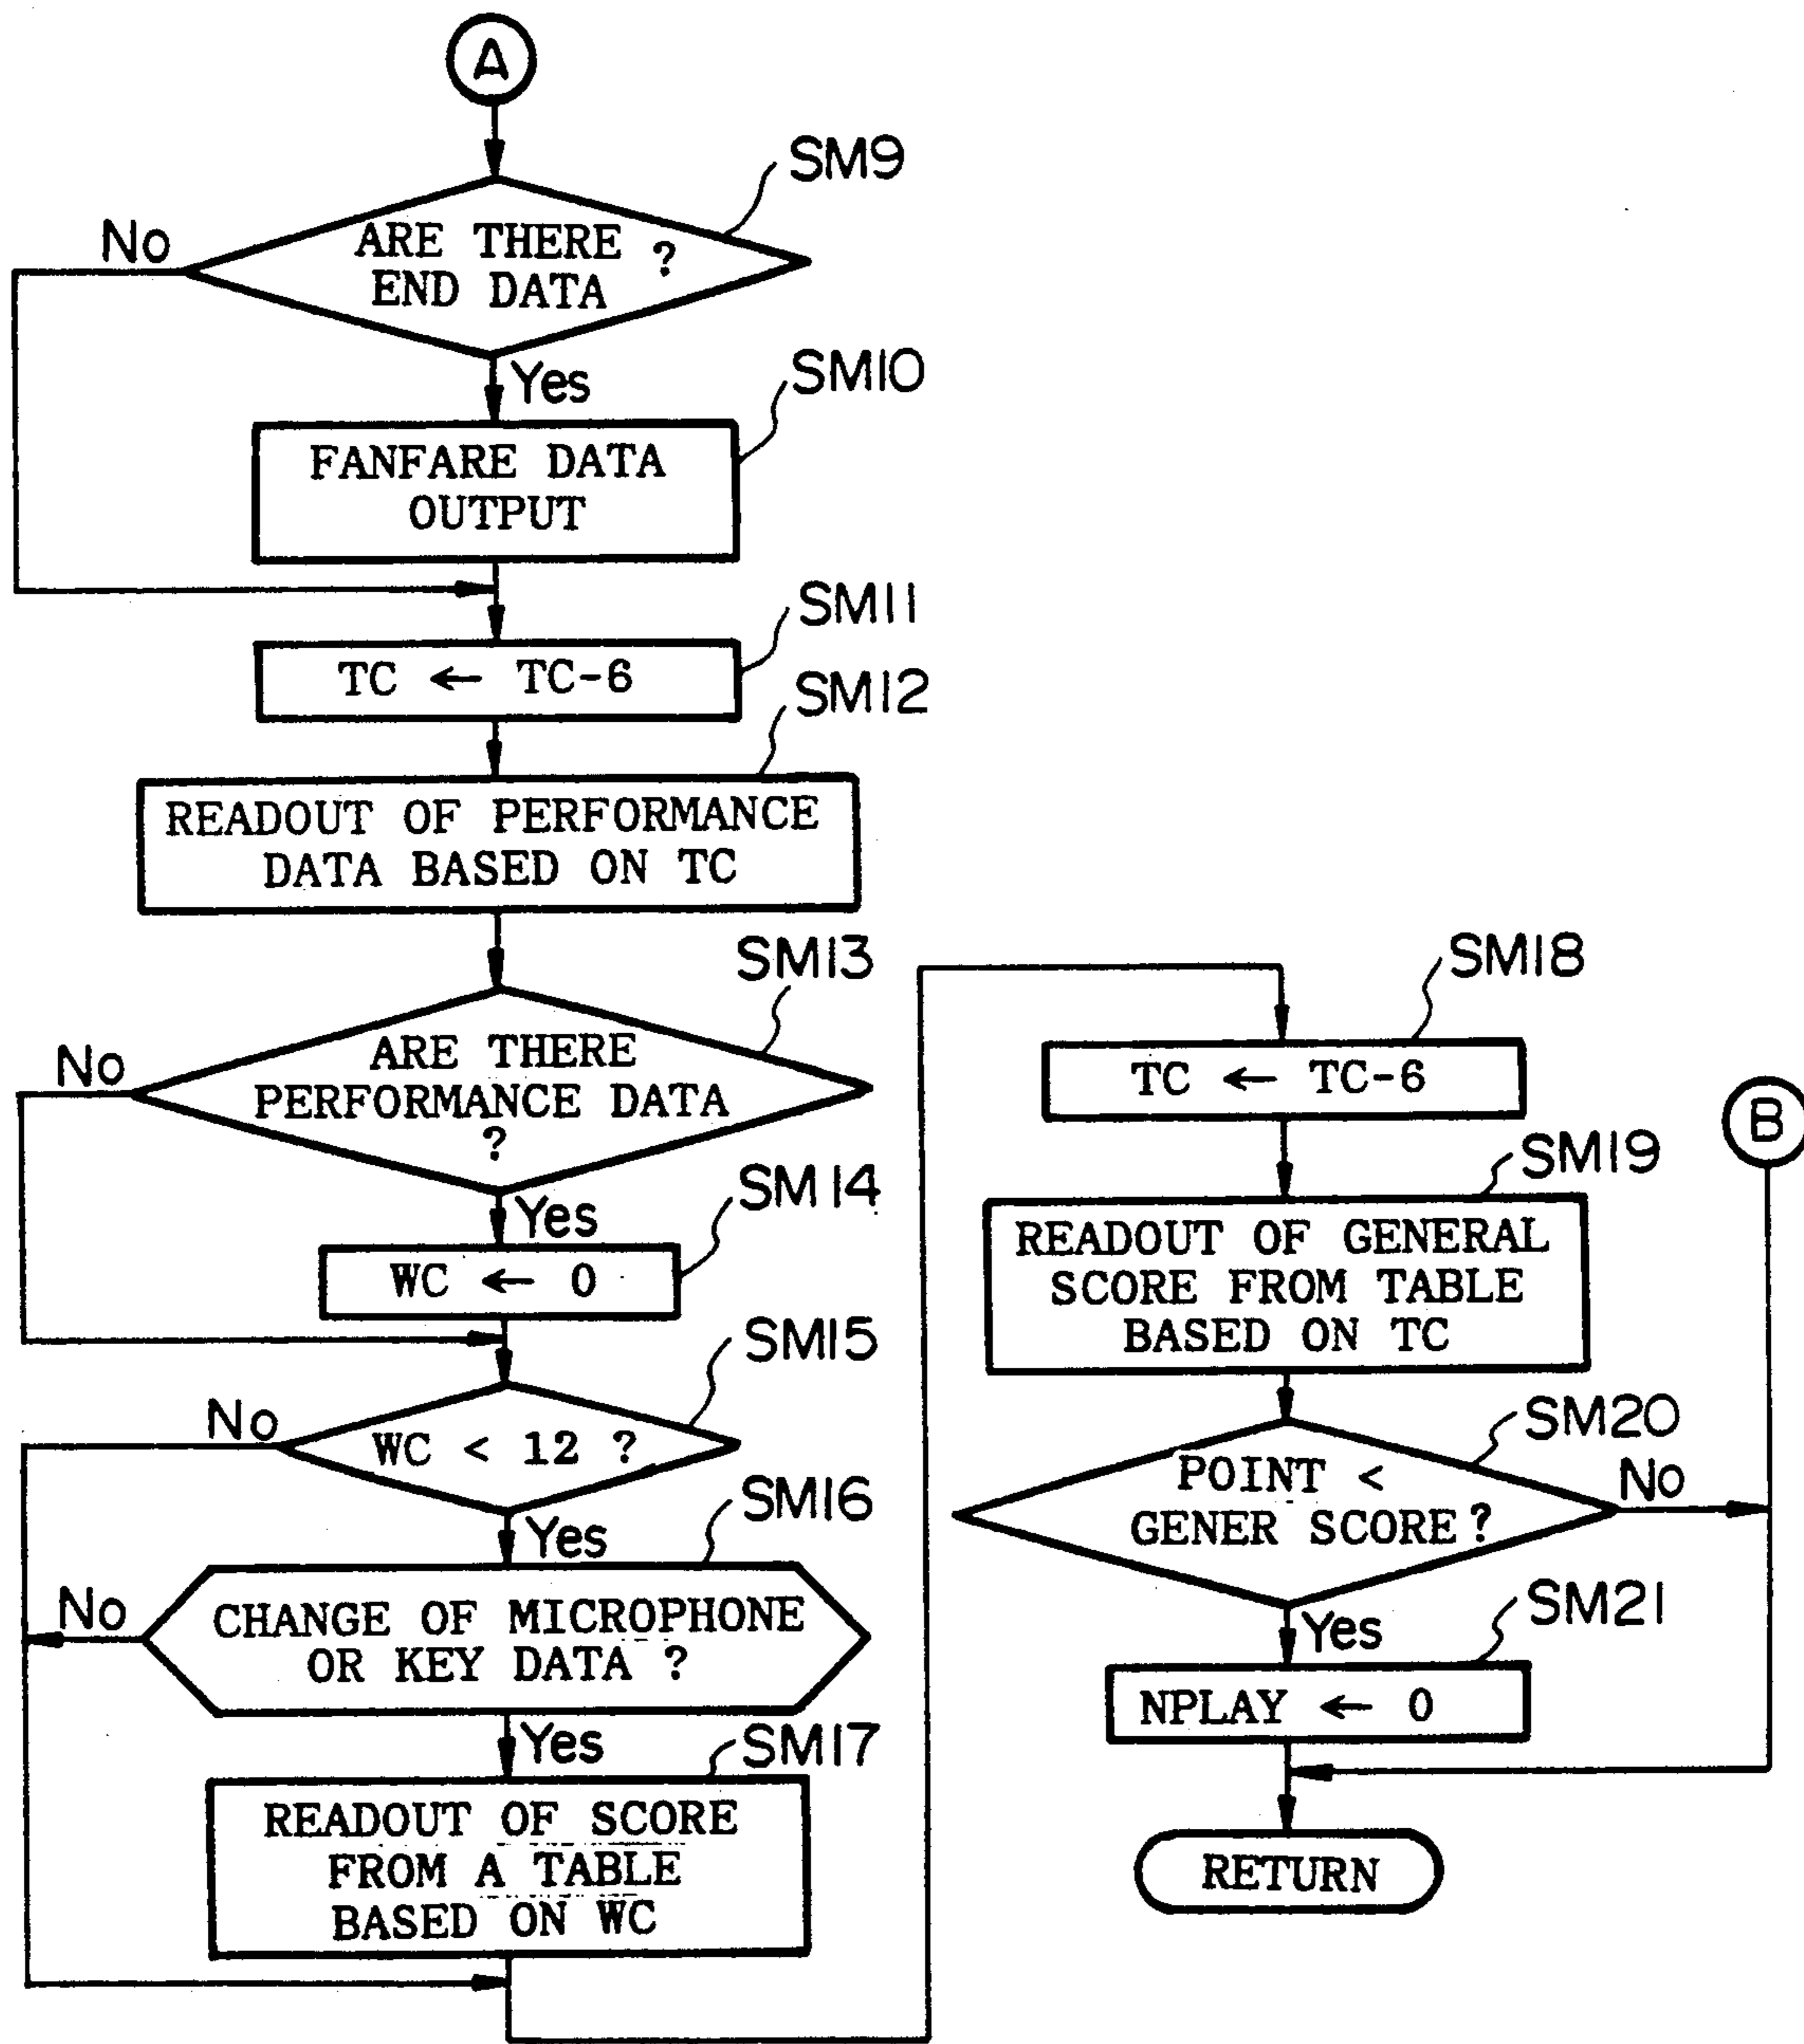 A
SM9
No
ARE THERE
END DATA ?
Yes
SM10
FANFARE DATA
OUTPUT
SM11
TC ← TC-6
SM12
READOUT OF PERFORMANCE
DATA BASED ON TC
SM13
No
ARE THERE
PERFORMANCE DATA
?
Yes
SM14
WC ← 0
SM15
No
WC < 12 ?
Yes
SM16
No
CHANGE OF MICROPHONE
OR KEY DATA ?
Yes
SM17
READOUT OF SCORE
FROM A TABLE
BASED ON WC
SM18
TC ← TC-6
B
SM19
READOUT OF GENERAL
SCORE FROM TABLE
BASED ON TC
SM20
POINT <
GENER SCORE?
No
Yes
SM21
NPLAY ← 0
RETURN